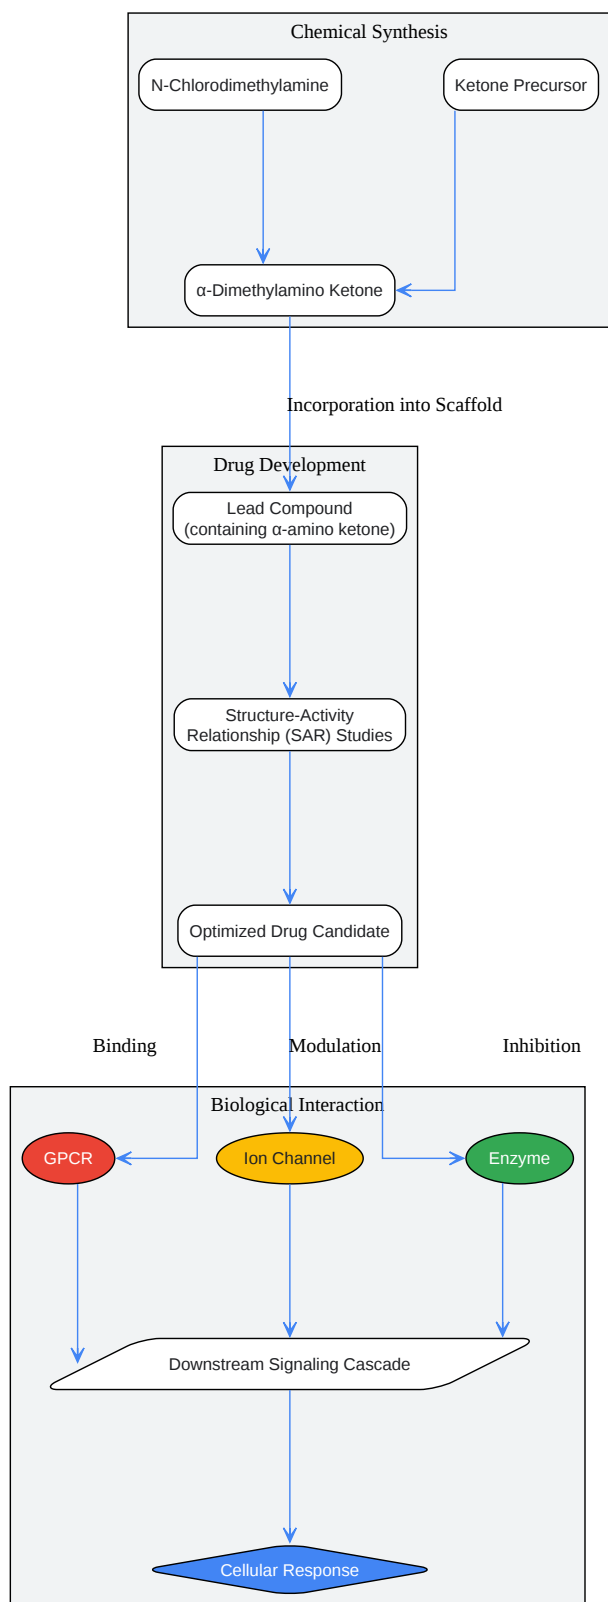 Chemical Synthesis
N-Chlorodimethylamine
Ketone Precursor
α-Dimethylamino Ketone
Incorporation into Scaffold
Drug Development
Lead Compound
(containing α-amino ketone)
Structure-Activity
Relationship (SAR) Studies
Optimized Drug Candidate
Binding
Modulation
Inhibition
Biological Interaction
GPCR
Ion Channel
Enzyme
Downstream Signaling Cascade
Cellular Response